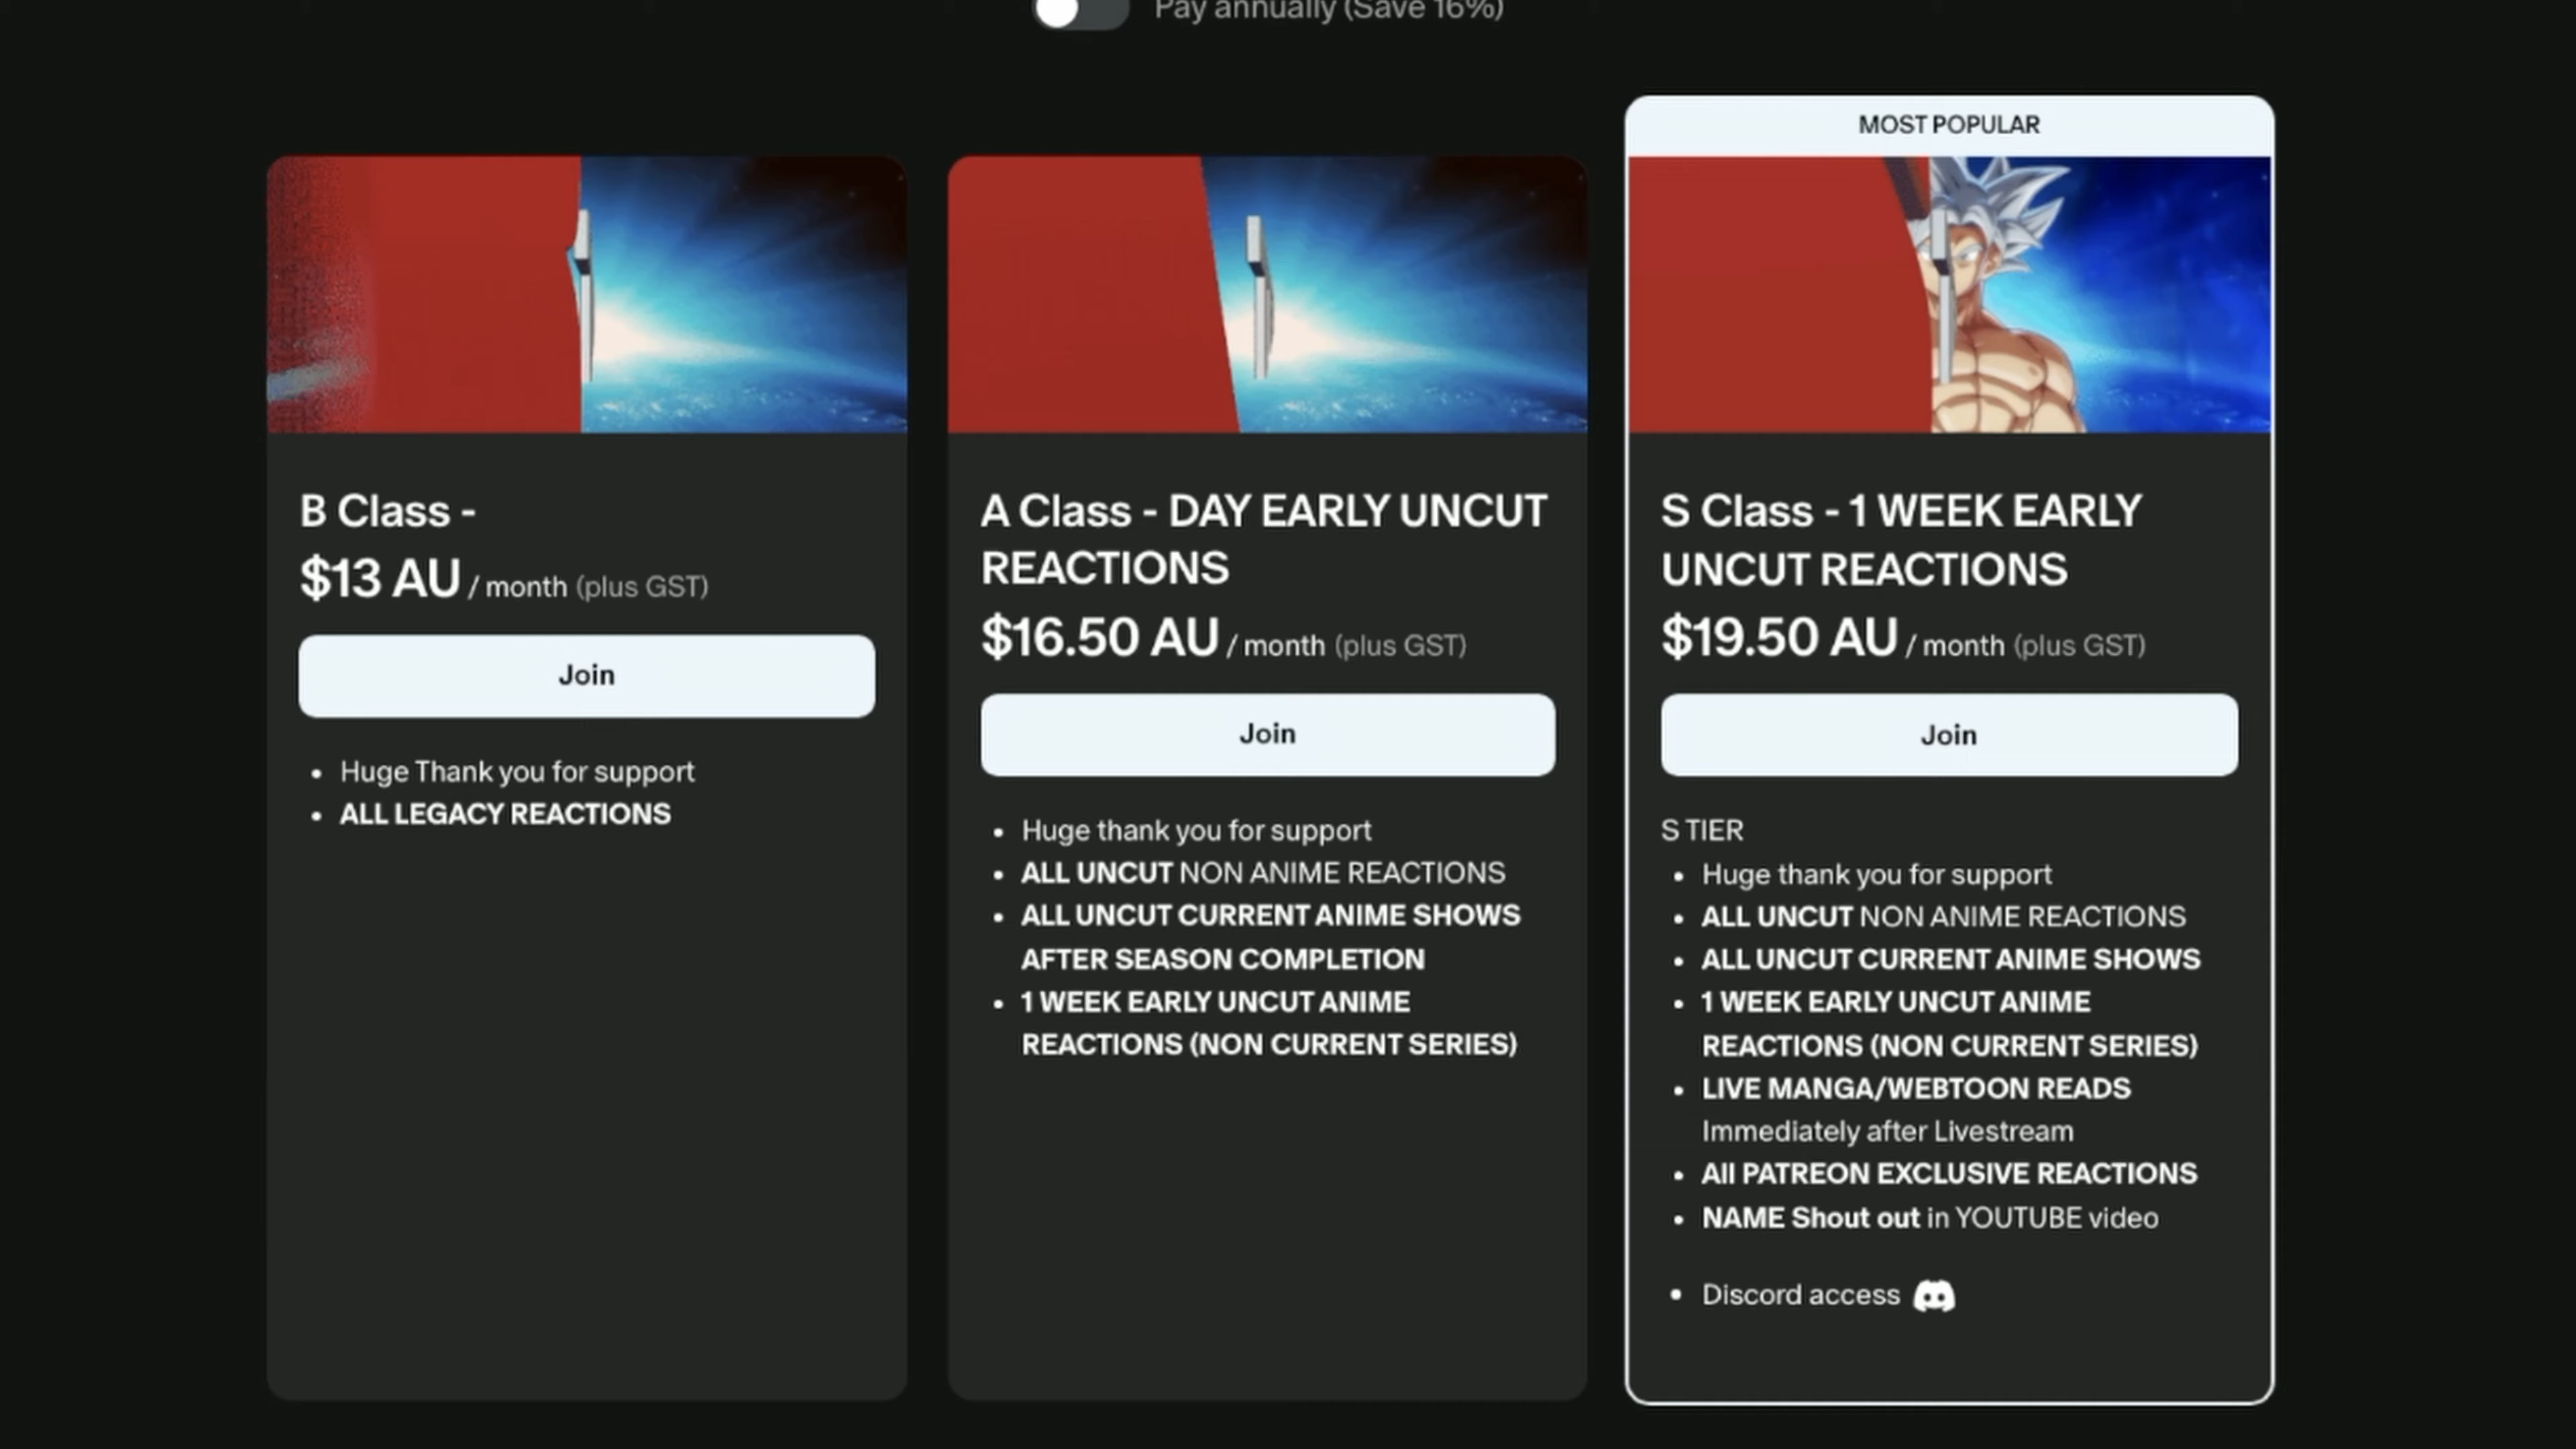 Pay annually (Save 16%)
B Class -
$13 AU / month (plus GST)
Join
Huge Thank you for support
ALL LEGACY REACTIONS
A Class - DAY EARLY UNCUT
REACTIONS
$16.50 AU / month (plus GST)
Join
Huge thank you for support
ALL UNCUT NON ANIME REACTIONS
ALL UNCUT CURRENT ANIME SHOWS
AFTER SEASON COMPLETION
1 WEEK EARLY UNCUT ANIME
REACTIONS (NON CURRENT SERIES)
MOST POPULAR
S Class - 1 WEEK EARLY
UNCUT REACTIONS
$19.50 AU / month (plus GST)
Join
S TIER
Huge thank you for support
ALL UNCUT NON ANIME REACTIONS
ALL UNCUT CURRENT ANIME SHOWS
1 WEEK EARLY UNCUT ANIME
REACTIONS (NON CURRENT SERIES)
LIVE MANGA/WEBTOON READS
Immediately after Livestream
All PATREON EXCLUSIVE REACTIONS
NAME Shout out in YOUTUBE video
Discord access